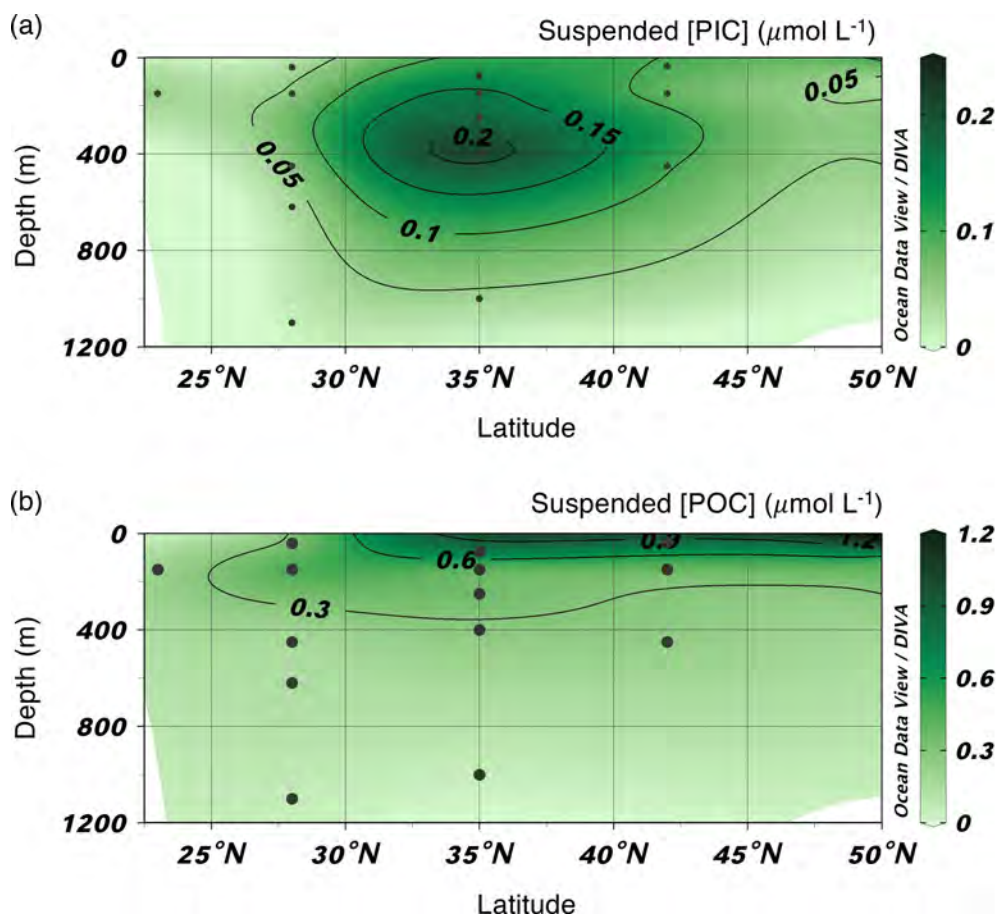 (a)
Suspended [PIC] (μmol L⁻¹)
0
400
800
1200
Depth (m)
0.05
0.1
0.15
0.2
0.05
25°N
30°N
35°N
40°N
45°N
50°N
Latitude
Ocean Data View / DIVA
0.2
0.1
0
(b)
Suspended [POC] (μmol L⁻¹)
0
400
800
1200
Depth (m)
0.3
0.6
0.9
1.2
25°N
30°N
35°N
40°N
45°N
50°N
Latitude
Ocean Data View / DIVA
1.2
0.9
0.6
0.3
0